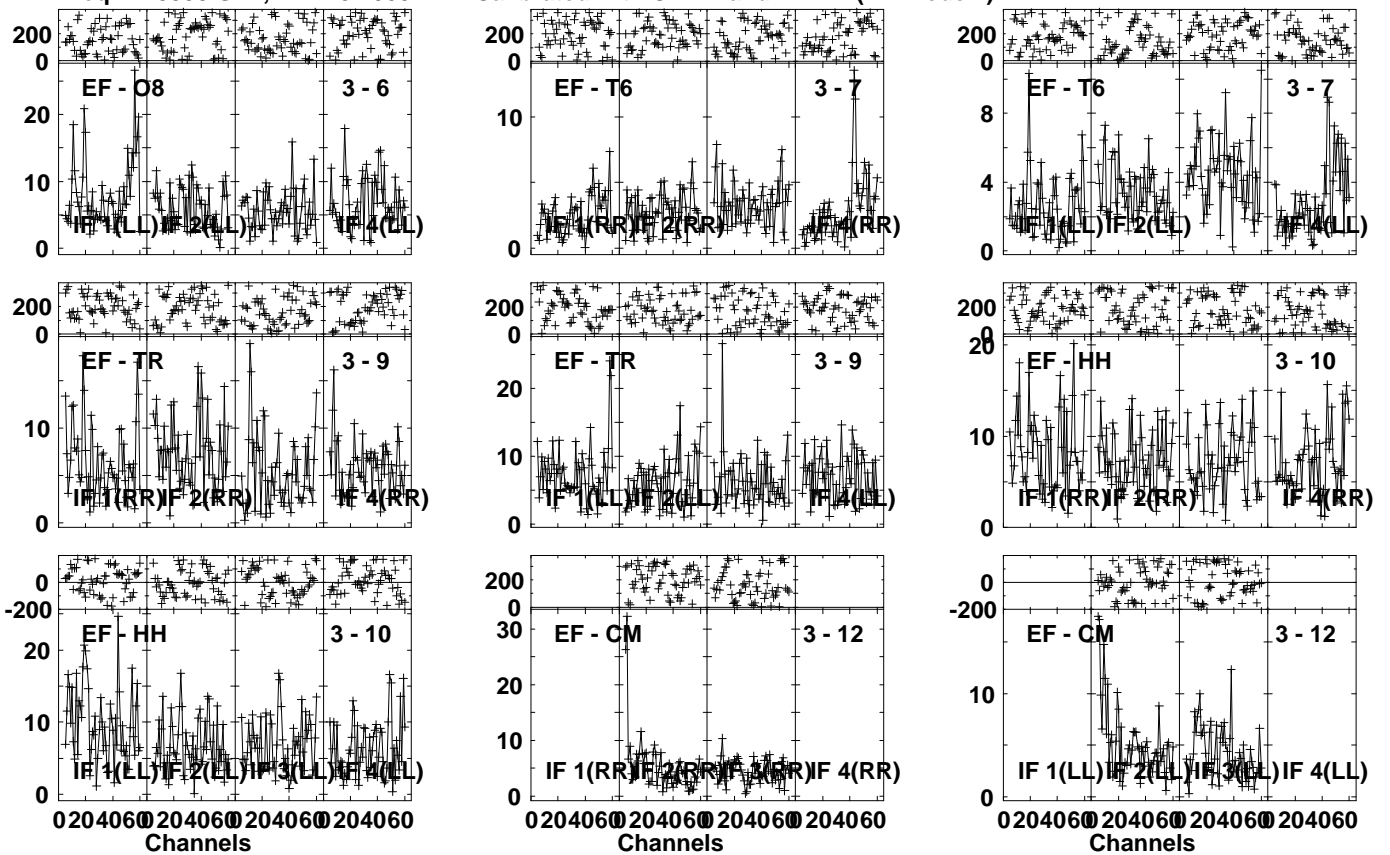 200
0
EF - O8
3 - 6
20
10
0
IF 1(LL)
IF 2(LL)
IF 4(LL)
200
0
EF - T6
3 - 7
10
0
IF 1(RR)
IF 2(RR)
IF 4(RR)
200
0
EF - T6
3 - 7
8
4
0
IF 1(LL)
IF 2(LL)
IF 4(LL)
200
0
EF - TR
3 - 9
10
0
IF 1(RR)
IF 2(RR)
IF 4(RR)
200
0
EF - TR
3 - 9
20
10
0
IF 1(LL)
IF 2(LL)
IF 4(LL)
200
0
20
EF - HH
3 - 10
10
0
IF 1(RR)
IF 2(RR)
IF 4(RR)
0
-200
EF - HH
3 - 10
20
10
0
IF 1(LL)
IF 2(LL)
IF 3(LL)
IF 4(LL)
0 20 40 60 0 20 40 60 0 20 40 60 0 20 40 60
Channels
200
0
30
EF - CM
3 - 12
20
10
0
IF 1(RR)
IF 2(RR)
IF 3(RR)
IF 4(RR)
0 20 40 60 0 20 40 60 0 20 40 60 0 20 40 60
Channels
0
-200
EF - CM
3 - 12
10
0
IF 1(LL)
IF 2(LL)
IF 3(LL)
IF 4(LL)
0 20 40 60 0 20 40 60 0 20 40 60 0 20 40 60
Channels